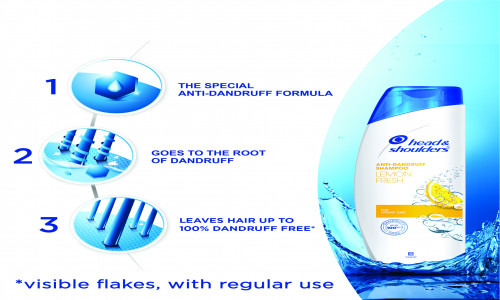 1
THE SPECIAL
ANTI-DANDRUFF FORMULA
2
GOES TO THE ROOT
OF DANDRUFF
3
LEAVES HAIR UP TO
100% DANDRUFF FREE*
*visible flakes, with regular use
head&
shoulders
ANTI-DANDRUFF
SHAMPOO
LEMON
FRESH